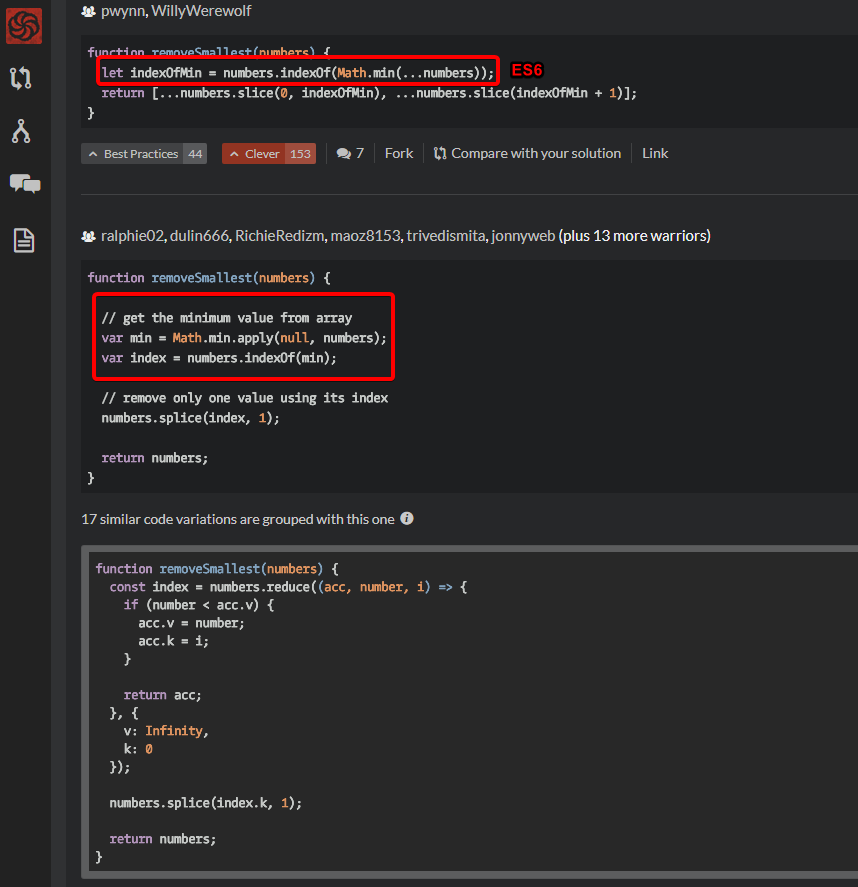 pwynn, WillyWerewolf
function removeSmallest(numbers) {
  let indexOfMin = numbers.indexOf(Math.min(...numbers)); ES6
  return [...numbers.slice(0, indexOfMin), ...numbers.slice(indexOfMin + 1)];
}
Best Practices 44 Clever 153 7 Fork Compare with your solution Link
ralphie02, dulin666, RichieRedizm, maoz8153, trivedismita, jonnyweb (plus 13 more warriors)
function removeSmallest(numbers) {
  // get the minimum value from array
  var min = Math.min.apply(null, numbers);
  var index = numbers.indexOf(min);
  // remove only one value using its index
  numbers.splice(index, 1);
  return numbers;
}
17 similar code variations are grouped with this one
function removeSmallest(numbers) {
  const index = numbers.reduce((acc, number, i) => {
    if (number < acc.v) {
      acc.v = number;
      acc.k = i;
    }
    return acc;
  }, {
    v: Infinity,
    k: 0
  });
  numbers.splice(index.k, 1);
  return numbers;
}